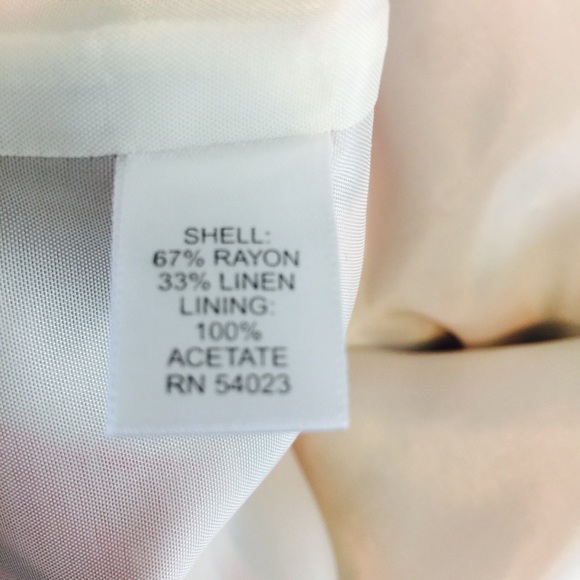 SHELL:
67% RAYON
33% LINEN
LINING:
100%
ACETATE
RN 54023